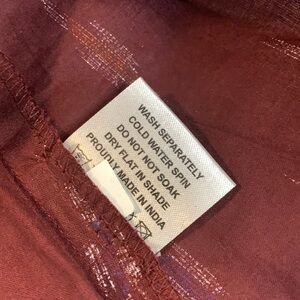 WASH SEPARATELY
COLD WATER SPIN
DO NOT NOT SOAK
DRY FLAT IN SHADE
PROUDLY MADE IN INDIA